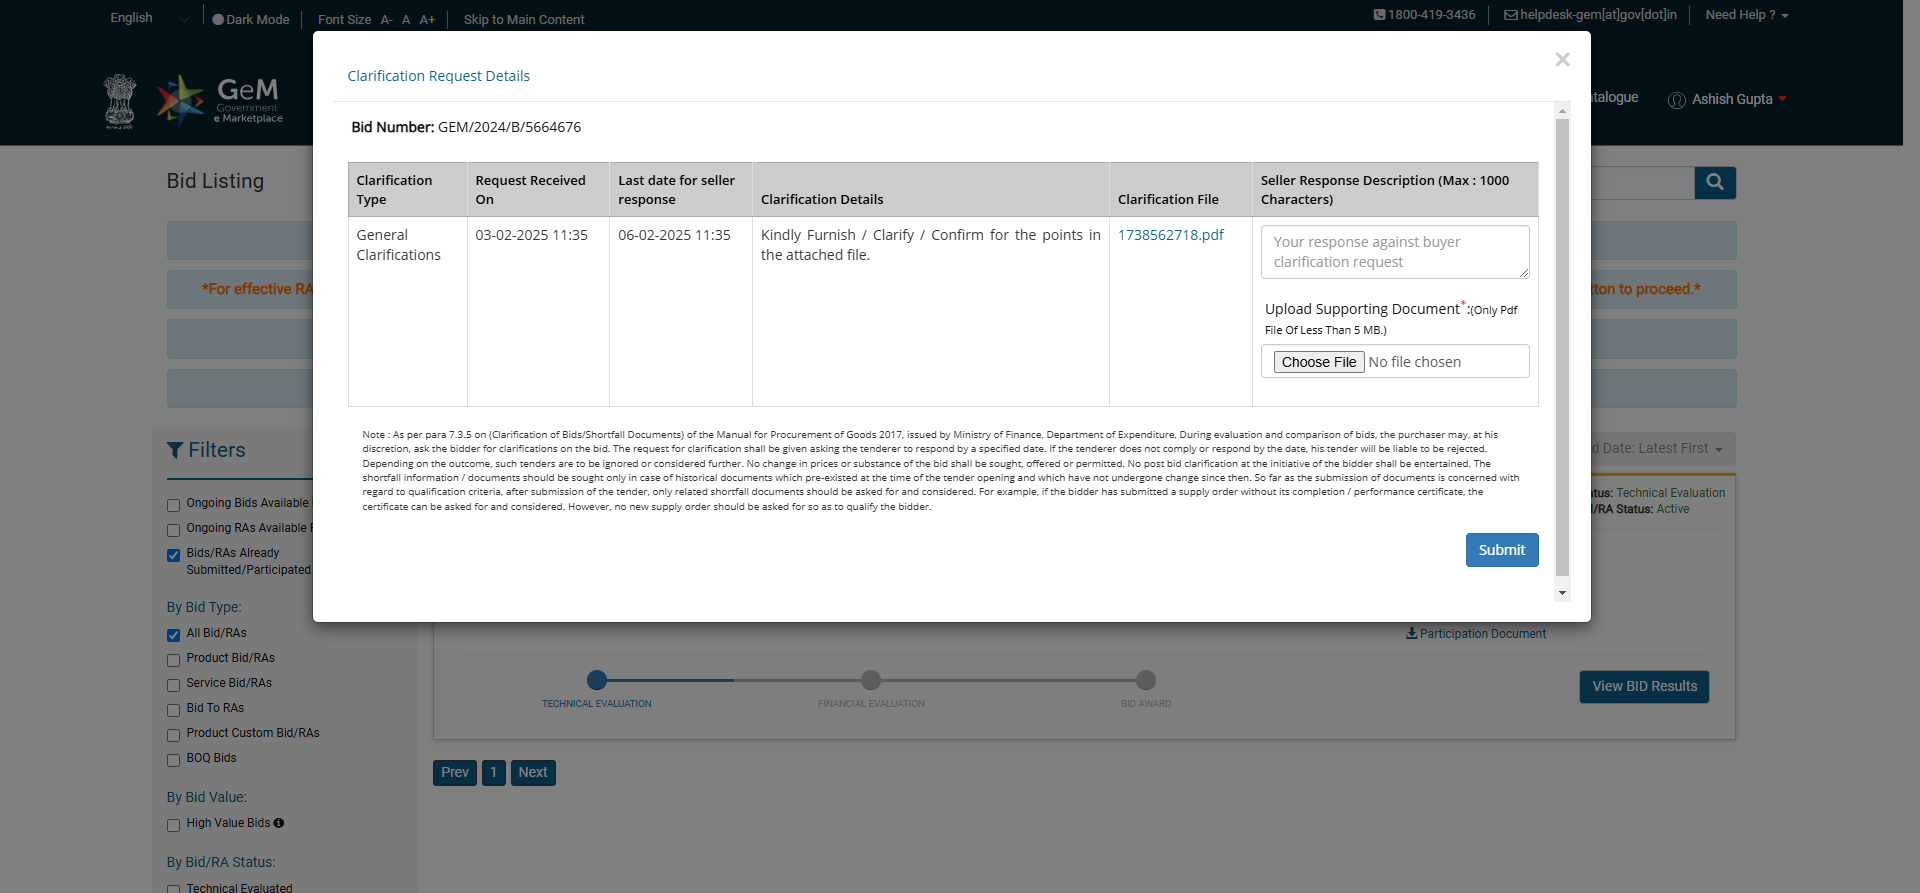 English
Dark Mode
Font Size A- A A+
Skip to Main Content
1800-419-3436
helpdesk-gem[at]gov[dot]in
Need Help ?
GeM
Government
e Marketplace
talogue
Ashish Gupta
Clarification Request Details
×
Bid Number: GEM/2024/B/5664676
Clarification Type
Request Received On
Last date for seller response
Clarification Details
Clarification File
Seller Response Description (Max : 1000 Characters)
General Clarifications
03-02-2025 11:35
06-02-2025 11:35
Kindly Furnish / Clarify / Confirm for the points in
the attached file.
1738562718.pdf
Your response against buyer
clarification request
Upload Supporting Document*:(Only Pdf
File Of Less Than 5 MB.)
Choose File No file chosen
Note : As per para 7.3.5 on (Clarification of Bids/Shortfall Documents) of the Manual for Procurement of Goods 2017, issued by Ministry of Finance, Department of Expenditure, During evaluation and comparison of bids, the purchaser may, at his
discretion, ask the bidder for clarifications on the bid. The request for clarification shall be given asking the tenderer to respond by a specified date. If the tenderer does not comply or respond by the date, his tender will be liable to be rejected.
Depending on the outcome, such tenders are to be ignored or considered further. No change in prices or substance of the bid shall be sought, offered or permitted. No post bid clarification at the initiative of the bidder shall be entertained. The
shortfall information / documents should be sought only in case of historical documents which pre-existed at the time of the tender opening and which have not undergone change since then. So far as the submission of documents is concerned with
regard to qualification criteria, after submission of the tender, only related shortfall documents should be asked for and considered. For example, if the bidder has submitted a supply order without its completion / performance certificate, the
certificate can be asked for and considered. However, no new supply order should be asked for so as to qualify the bidder.
Submit
Bid Listing
*For effective RA
tton to proceed.*
Filters
d Date: Latest First
Ongoing Bids Available
Ongoing RAs Available
Bids/RAs Already
Submitted/Participated
By Bid Type:
All Bid/RAs
Product Bid/RAs
Service Bid/RAs
Bid To RAs
Product Custom Bid/RAs
BOQ Bids
By Bid Value:
High Value Bids
By Bid/RA Status:
Technical Evaluated
tus: Technical Evaluation
/RA Status: Active
Participation Document
TECHNICAL EVALUATION
FINANCIAL EVALUATION
BID AWARD
View BID Results
Prev 1 Next